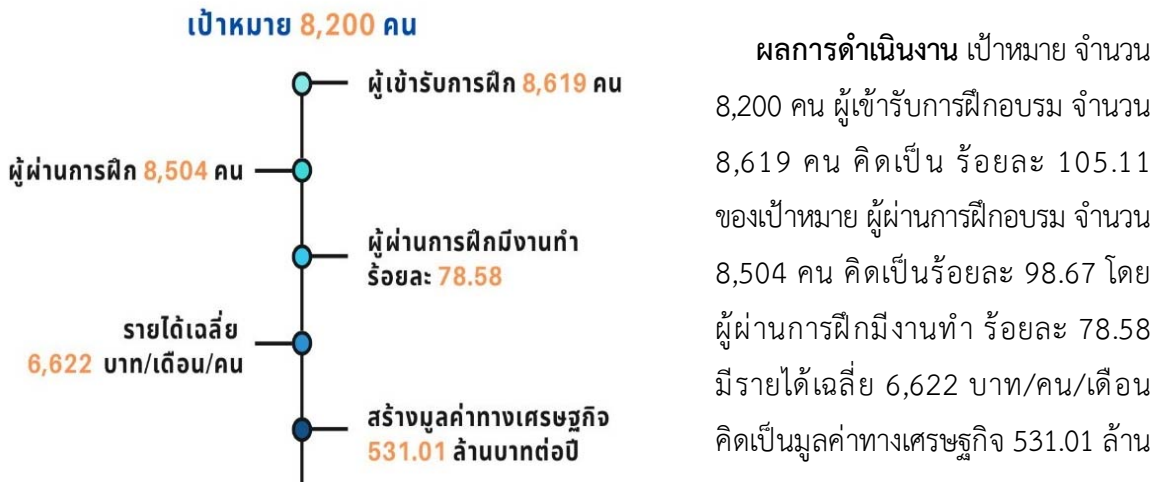 เป้าหมาย 8,200 คน
ผู้เข้ารับการฝึก 8,619 คน
ผู้ผ่านการฝึก 8,504 คน
ผู้ผ่านการฝึกมีงานทำ
ร้อยละ 78.58
รายได้เฉลี่ย
6,622 บาท/เดือน/คน
สร้างมูลค่าทางเศรษฐกิจ
531.01 ล้านบาทต่อปี
ผลการดำเนินงาน เป้าหมาย จำนวน
8,200 คน ผู้เข้ารับการฝึกอบรม จำนวน
8,619 คน คิดเป็น ร้อยละ 105.11
ของเป้าหมาย ผู้ผ่านการฝึกอบรม จำนวน
8,504 คน คิดเป็นร้อยละ 98.67 โดย
ผู้ผ่านการฝึกมีงานทำ ร้อยละ 78.58
มีรายได้เฉลี่ย 6,622 บาท/คน/เดือน
คิดเป็นมูลค่าทางเศรษฐกิจ 531.01 ล้าน